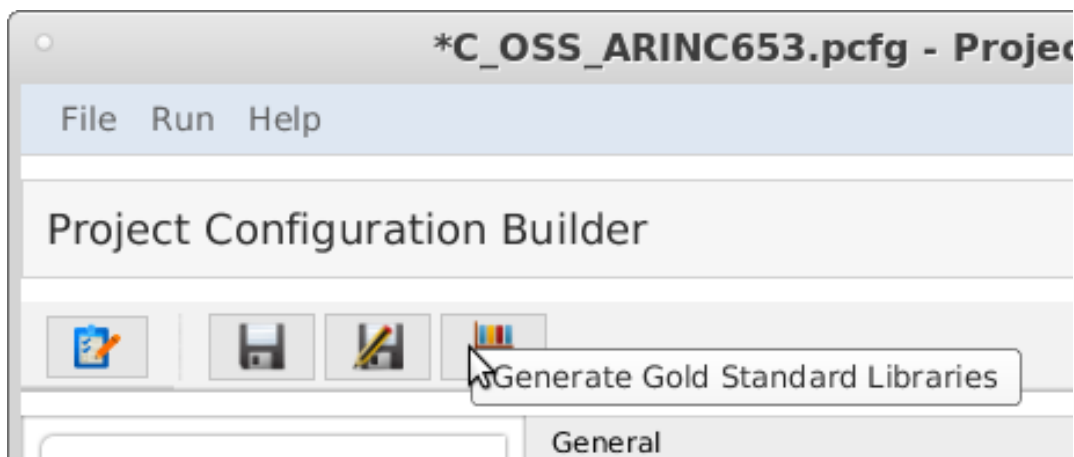 *C_OSS_ARINC653.pcfg - Projec
File Run Help
Project Configuration Builder
Generate Gold Standard Libraries
General